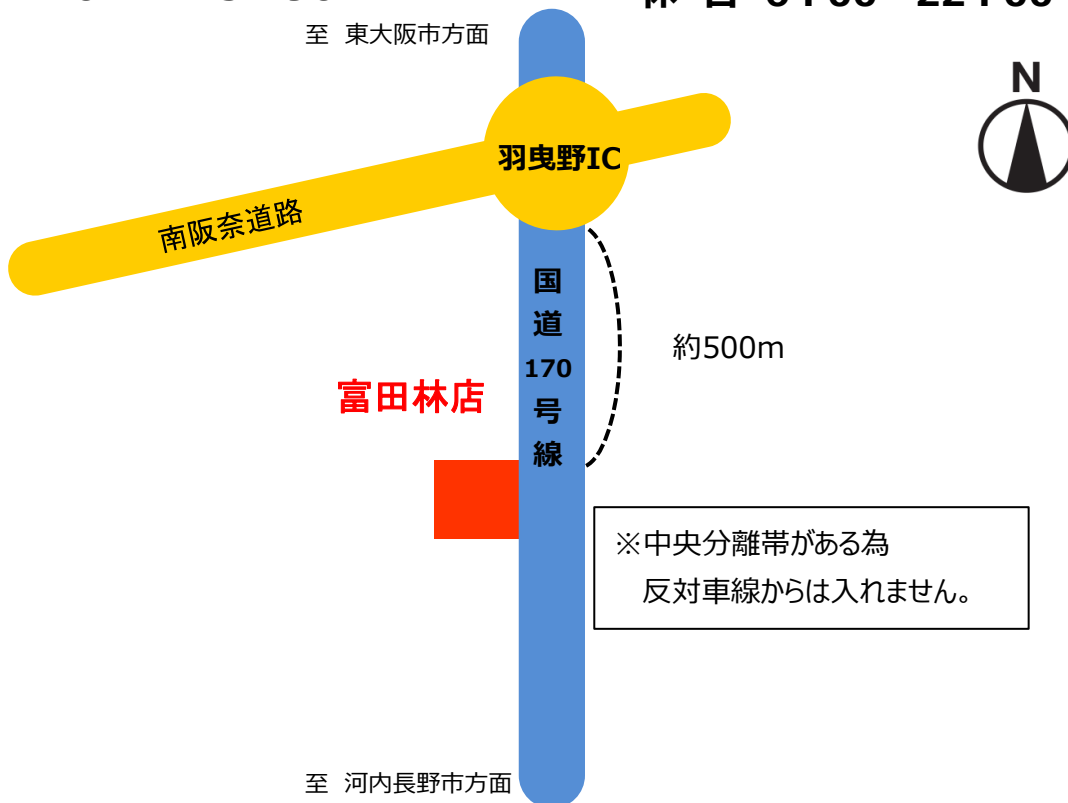 至 東大阪市方面
N
羽曳野IC
南阪奈道路
国道170号線
約500m
富田林店
※中央分離帯がある為
反対車線からは入れません。
至 河内長野市方面